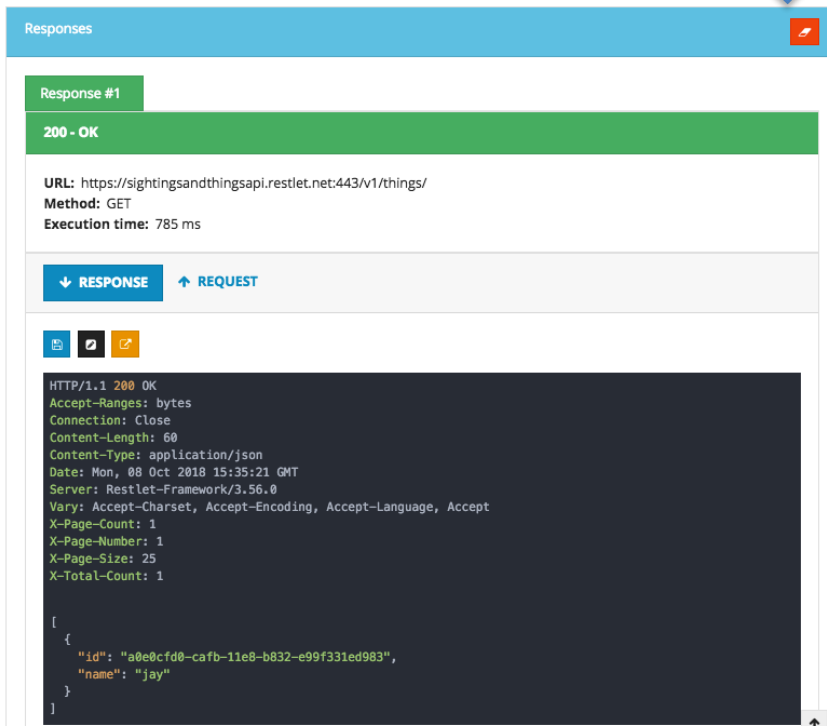 Responses
Response #1
200 - OK
URL: https://sightingsandthingsapi.restlet.net:443/v1/things/
Method: GET
Execution time: 785 ms
RESPONSE REQUEST
HTTP/1.1 200 OK
Accept-Ranges: bytes
Connection: Close
Content-Length: 60
Content-Type: application/json
Date: Mon, 08 Oct 2018 15:35:21 GMT
Server: Restlet-Framework/3.56.0
Vary: Accept-Charset, Accept-Encoding, Accept-Language, Accept
X-Page-Count: 1
X-Page-Number: 1
X-Page-Size: 25
X-Total-Count: 1
[
{
"id": "a0e0cfd0-cafb-11e8-b832-e99f331ed983",
"name": "jay"
}
]